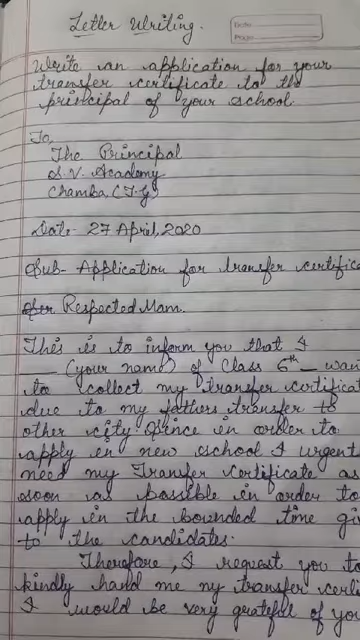 Letter Writing.
Date
Page
Write an application for your
transfer certificate to the
principal of your school
To,
The Principal
S.V. Academy
Chamba, (T.G)
Date- 27 April, 2020
Sub- Application for transfer certific
Respected Mam.
This is to inform you that I
(your name) of Class 6th wan
to collect my transfer certificat
due to my fathers transfer to
other city since in order to
apply in new school I urgent
need my Transfer certificate as
soon as possible in order to
apply in the bounded time gi
to the candidates.
Therefore, I request you to
kindly hand me my transfer certi
I would be very grateful of you